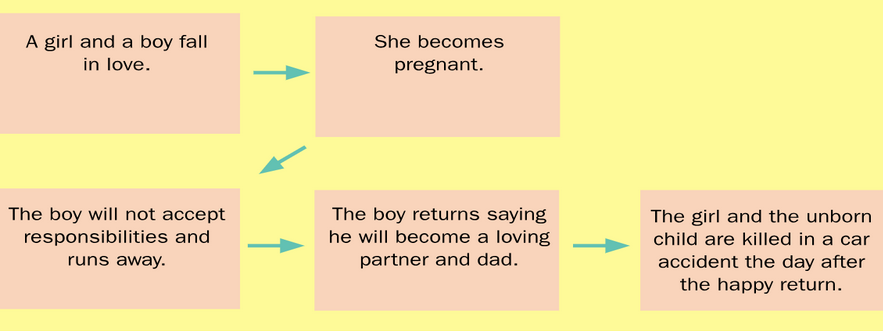 A girl and a boy fall
in love.
She becomes
pregnant.
The boy will not accept
responsibilities and
runs away.
The boy returns saying
he will become a loving
partner and dad.
The girl and the unborn
child are killed in a car
accident the day after
the happy return.